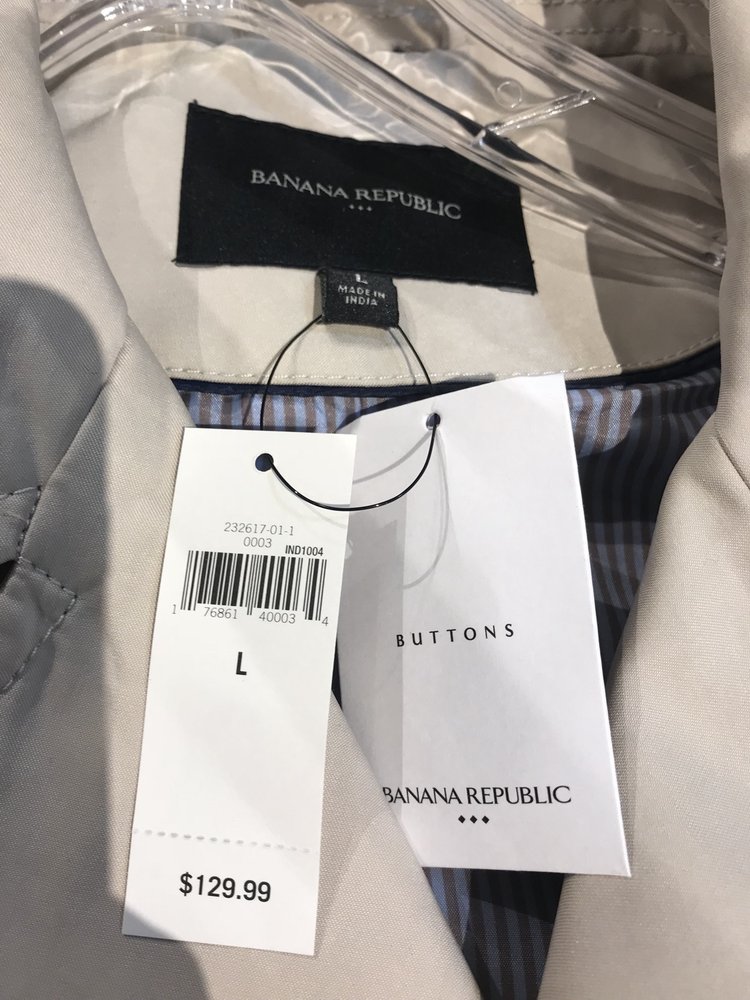 BANANA REPUBLIC
L
MADE IN
INDIA
232617-01-1
0003
IND1004
1 76861 40003 4
L
$129.99
BUTTONS
BANANA REPUBLIC